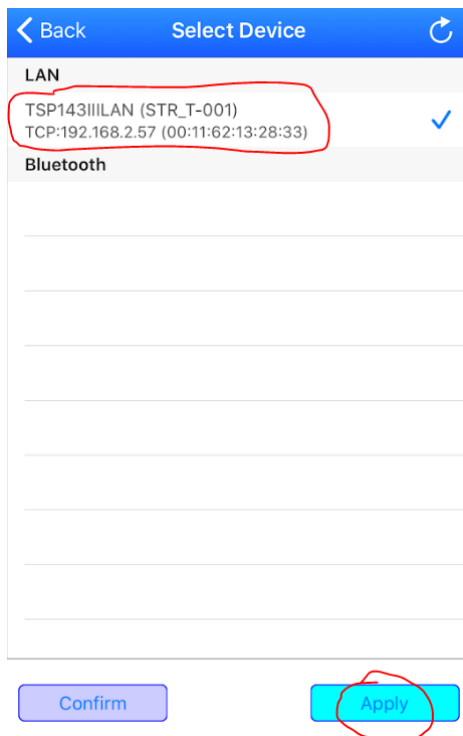 Back Select Device
LAN
TSP143IIILAN (STR_T-001)
TCP:192.168.2.57 (00:11:62:13:28:33)
Bluetooth
Confirm Apply